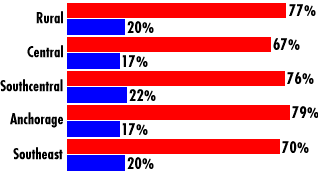 Rural 77%
20%
Central 67%
17%
Southcentral 76%
22%
Anchorage 79%
17%
Southeast 70%
20%